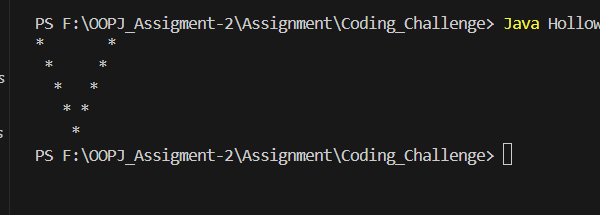 PS F:\OOPJ_Assigment-2\Assignment\Coding_Challenge> Java Hollow
*       *
 *     *
  *   *
   * *
    *
PS F:\OOPJ_Assigment-2\Assignment\Coding_Challenge>